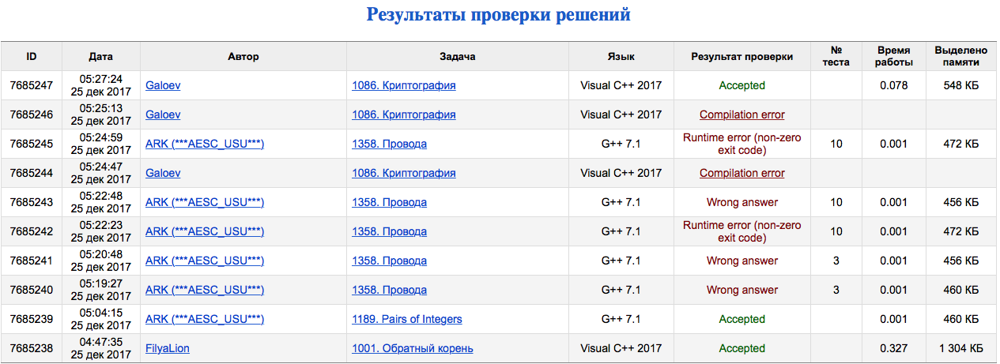 Результаты проверки решений
ID Дата Автор Задача Язык Результат проверки № теста Время работы Выделено памяти
7685247 05:27:24 25 дек 2017 Galoev 1086. Криптография Visual C++ 2017 Accepted 0.078 548 КБ
7685246 05:25:13 25 дек 2017 Galoev 1086. Криптография Visual C++ 2017 Compilation error
7685245 05:24:59 25 дек 2017 ARK (***AESC_USU***) 1358. Провода G++ 7.1 Runtime error (non-zero exit code) 10 0.001 472 КБ
7685244 05:24:47 25 дек 2017 Galoev 1086. Криптография Visual C++ 2017 Compilation error
7685243 05:22:48 25 дек 2017 ARK (***AESC_USU***) 1358. Провода G++ 7.1 Wrong answer 10 0.001 456 КБ
7685242 05:22:23 25 дек 2017 ARK (***AESC_USU***) 1358. Провода G++ 7.1 Runtime error (non-zero exit code) 10 0.001 472 КБ
7685241 05:20:48 25 дек 2017 ARK (***AESC_USU***) 1358. Провода G++ 7.1 Wrong answer 3 0.001 456 КБ
7685240 05:19:27 25 дек 2017 ARK (***AESC_USU***) 1358. Провода G++ 7.1 Wrong answer 3 0.001 460 КБ
7685239 05:04:15 25 дек 2017 ARK (***AESC_USU***) 1189. Pairs of Integers G++ 7.1 Accepted 0.001 460 КБ
7685238 04:47:35 25 дек 2017 FilyaLion 1001. Обратный корень Visual C++ 2017 Accepted 0.327 1 304 КБ